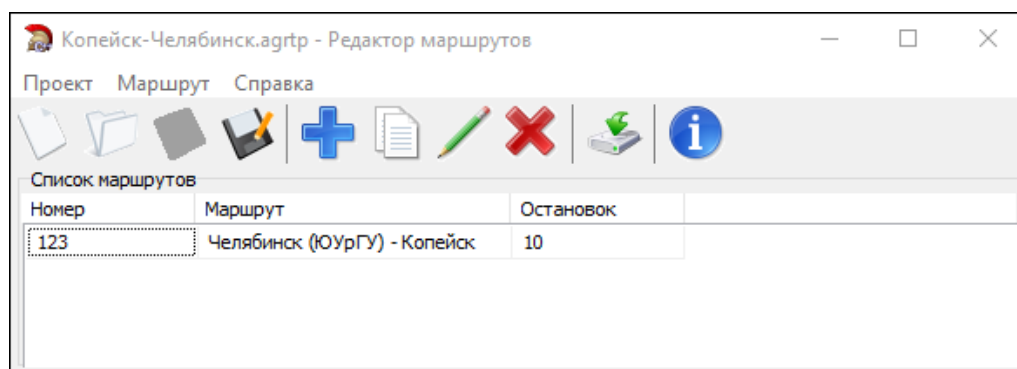 Копейск-Челябинск.agrtp - Редактор маршрутов
Проект Маршрут Справка
Список маршрутов
Номер Маршрут Остановок
123 Челябинск (ЮУрГУ) - Копейск 10